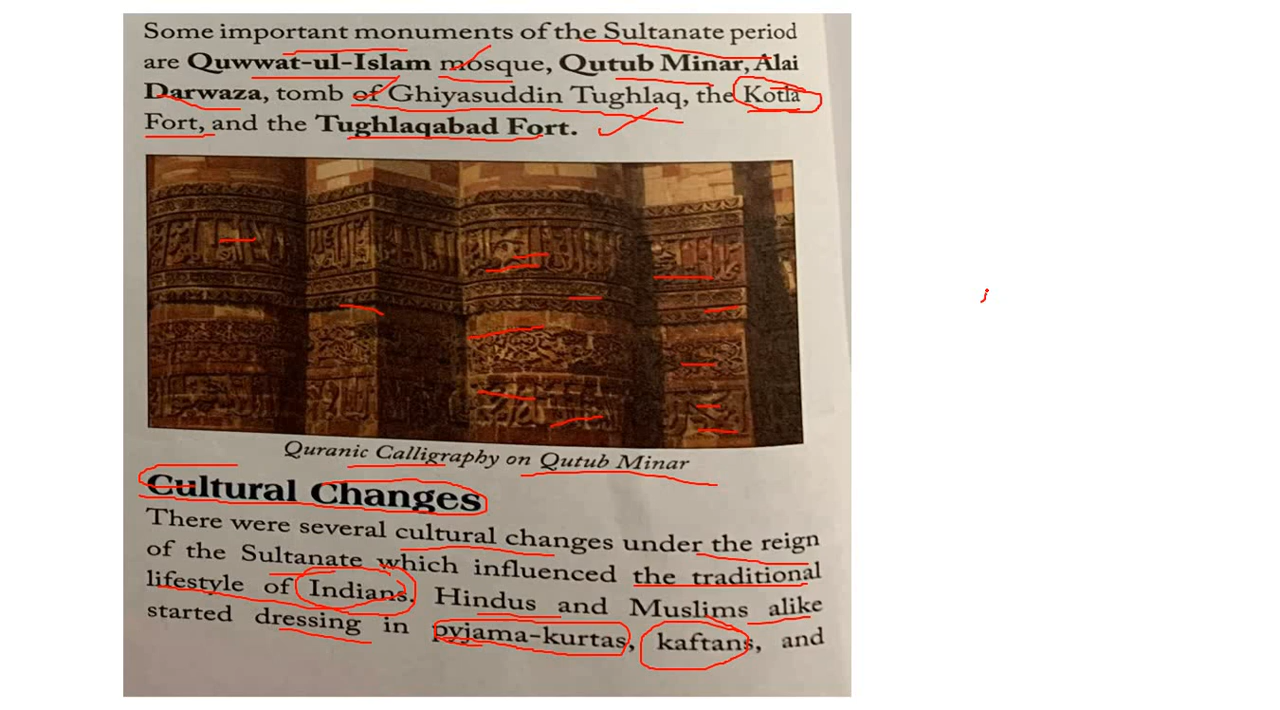 Some important monuments of the Sultanate period
are Quwwat-ul-Islam mosque, Qutub Minar, Alai
Darwaza, tomb of Ghiyasuddin Tughlaq, the Kotla
Fort, and the Tughlaqabad Fort.
Quranic Calligraphy on Qutub Minar
Cultural Changes
There were several cultural changes under the reign
of the Sultanate which influenced the traditional
lifestyle of Indians. Hindus and Muslims alike
started dressing in pyjama-kurtas, kaftans, and